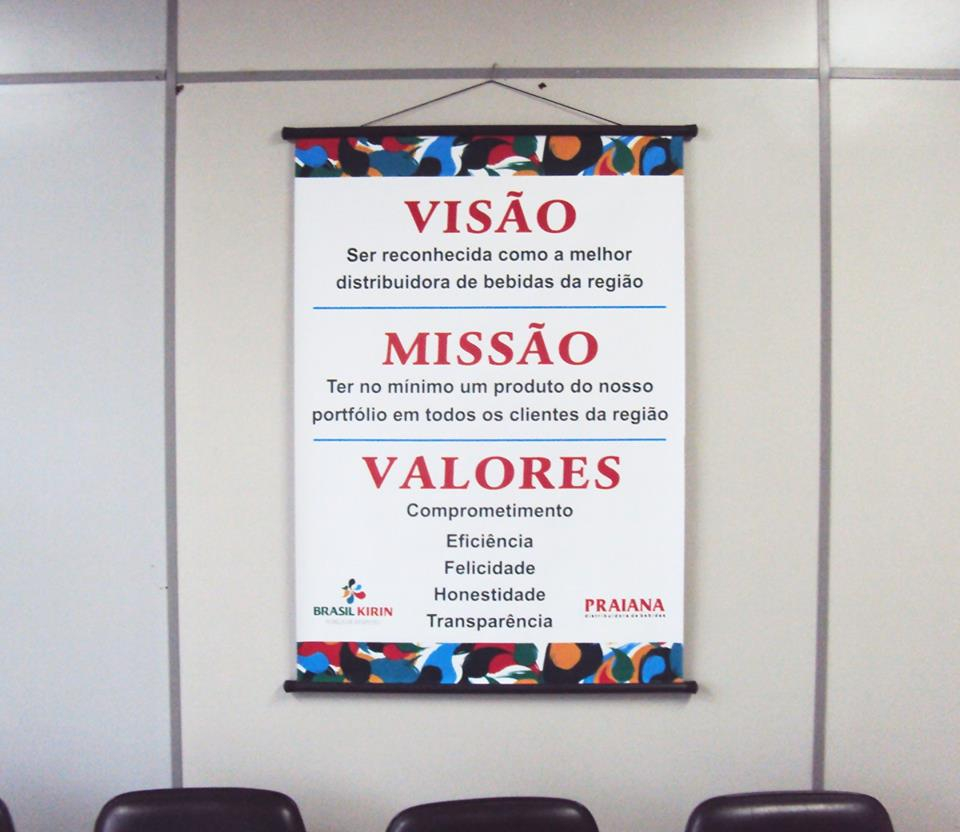 VISÃO
Ser reconhecida como a melhor
distribuidora de bebidas da região
MISSÃO
Ter no mínimo um produto do nosso
portfólio em todos os clientes da região
VALORES
Comprometimento
Eficiência
Felicidade
Honestidade
Transparência
BRASIL KIRIN
PRAIANA
distribuidora de bebidas